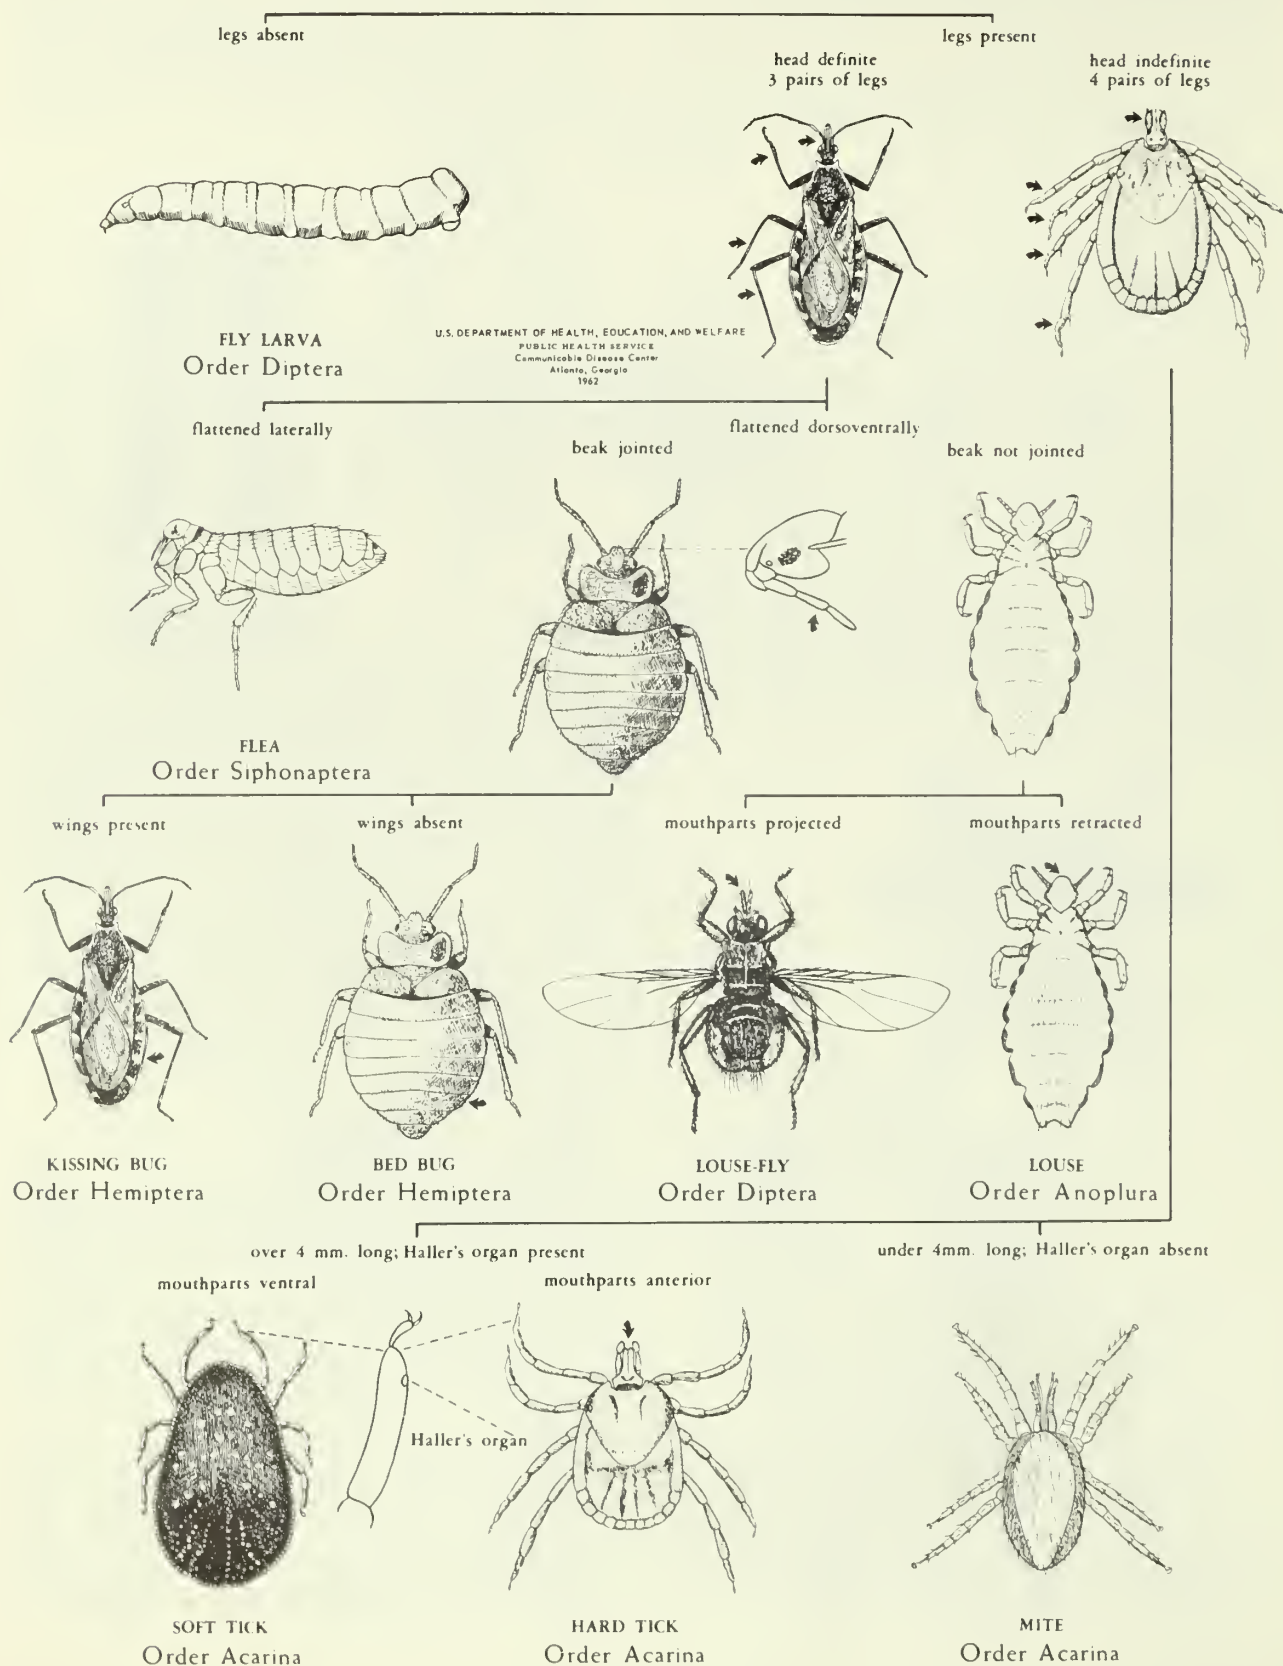 legs absent
legs present
head definite
3 pairs of legs
head indefinite
4 pairs of legs
FLY LARVA
Order Diptera
U.S. DEPARTMENT OF HEALTH, EDUCATION, AND WELFARE
PUBLIC HEALTH SERVICE
Communicable Disease Center
Atlanta, Georgia
1962
flattened laterally
flattened dorsoventrally
beak jointed
beak not jointed
FLEA
Order Siphonaptera
wings present
wings absent
mouthparts projected
mouthparts retracted
KISSING BUG
Order Hemiptera
BED BUG
Order Hemiptera
LOUSE-FLY
Order Diptera
LOUSE
Order Anoplura
over 4 mm. long; Haller's organ present
under 4mm. long; Haller's organ absent
mouthparts ventral
mouthparts anterior
Haller's organ
SOFT TICK
Order Acarina
HARD TICK
Order Acarina
MITE
Order Acarina